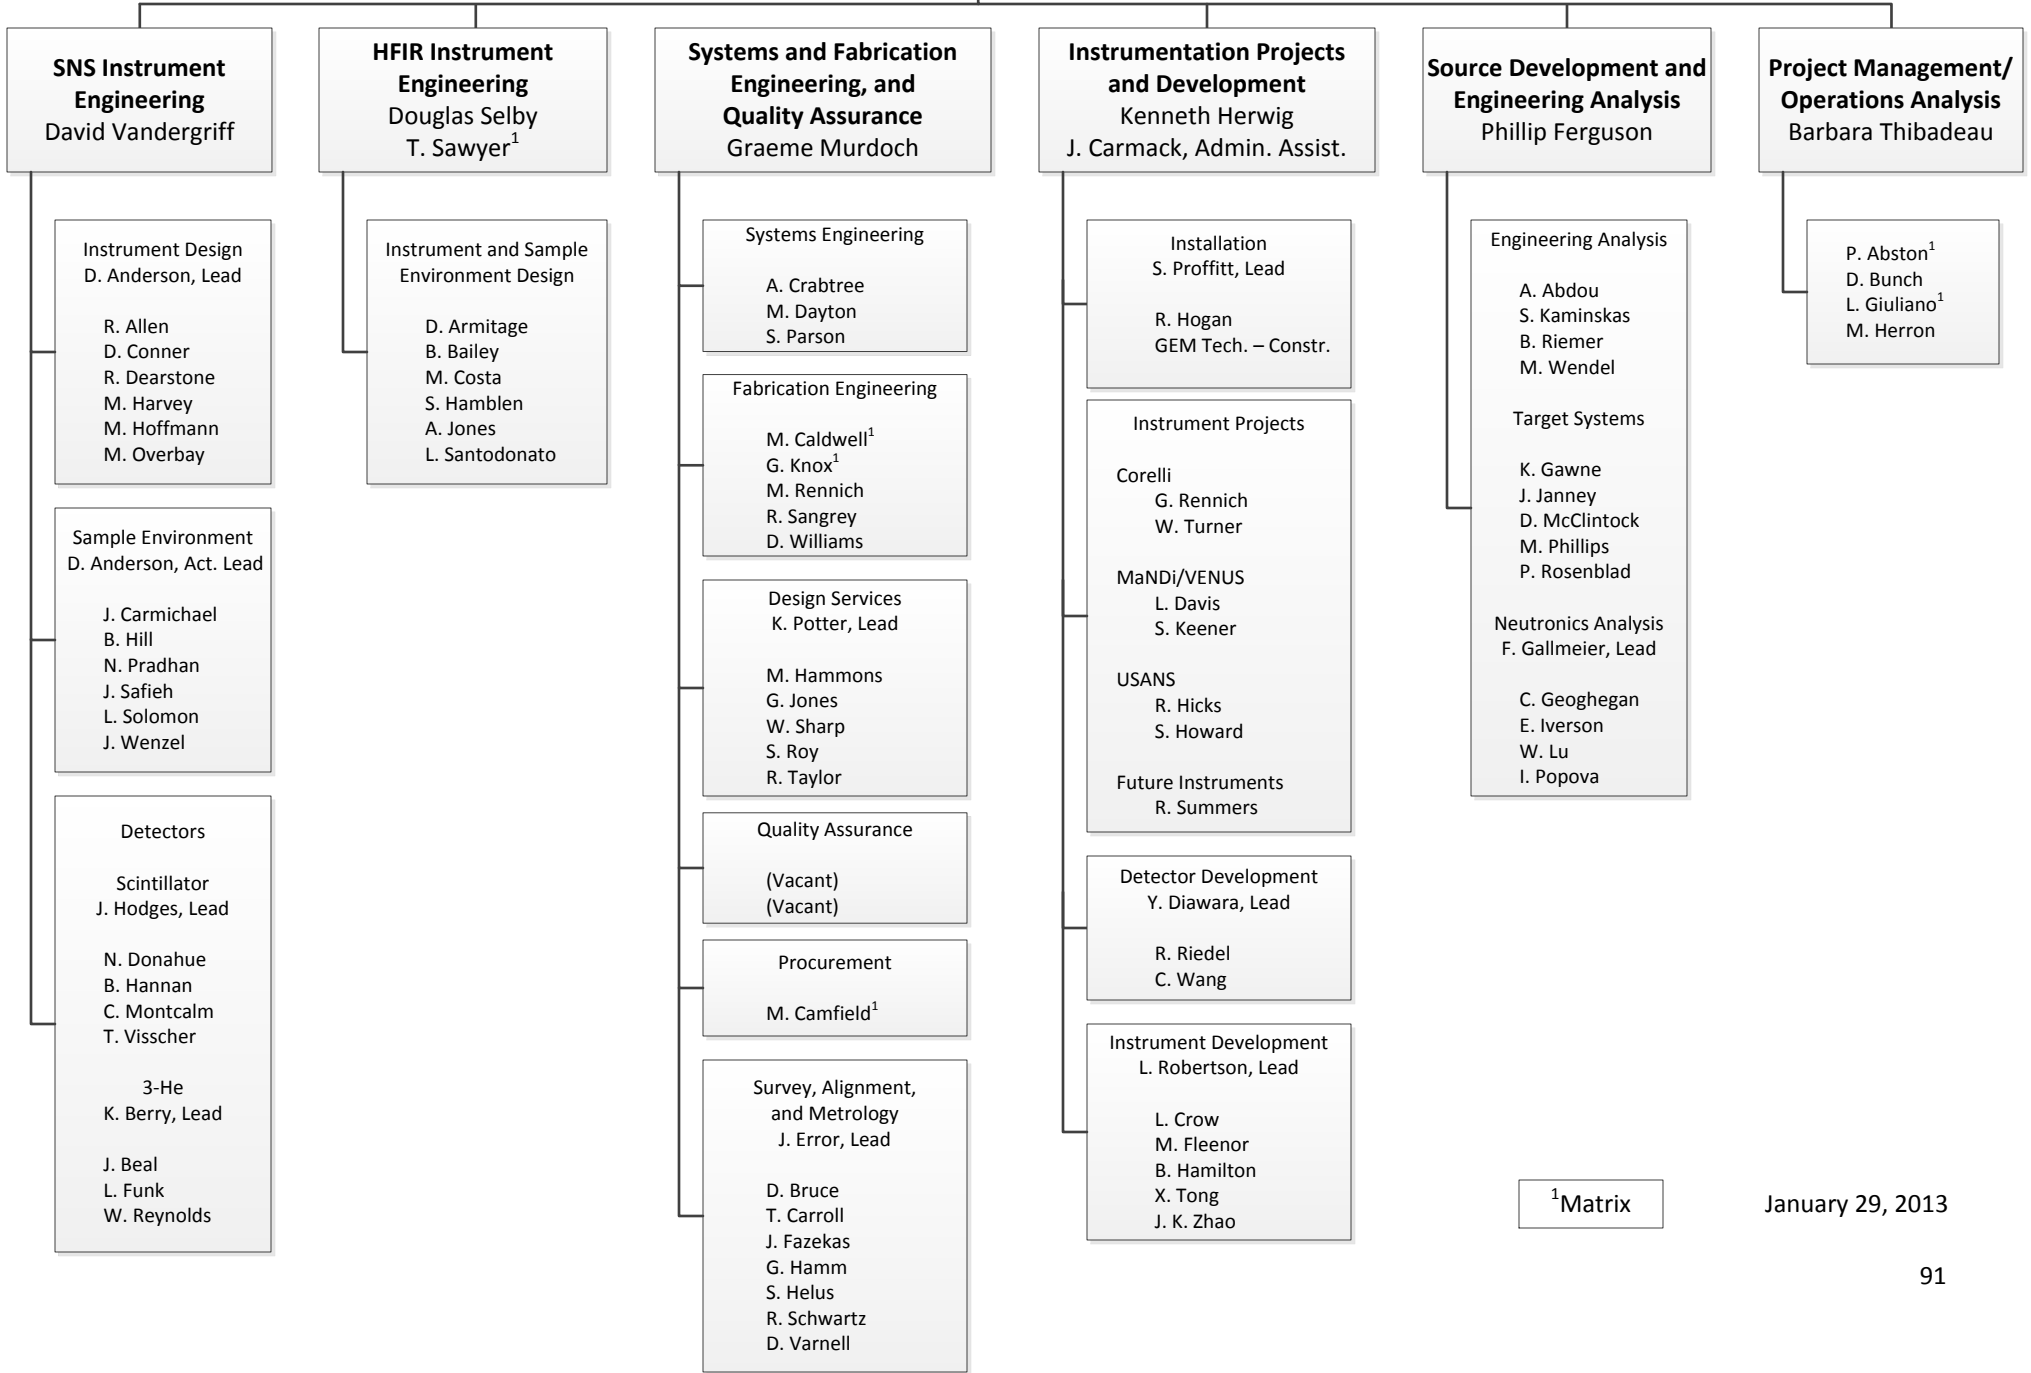 SNS Instrument
Engineering
David Vandergriff
Instrument Design
D. Anderson, Lead
R. Allen
D. Conner
R. Dearstone
M. Harvey
M. Hoffmann
M. Overbay
Sample Environment
D. Anderson, Act. Lead
J. Carmichael
B. Hill
N. Pradhan
J. Safieh
L. Solomon
J. Wenzel
Detectors
Scintillator
J. Hodges, Lead
N. Donahue
B. Hannan
C. Montcalm
T. Visscher
3-He
K. Berry, Lead
J. Beal
L. Funk
W. Reynolds
HFIR Instrument
Engineering
Douglas Selby
T. Sawyer¹
Instrument and Sample
Environment Design
D. Armitage
B. Bailey
M. Costa
S. Hamblen
A. Jones
L. Santodonato
Systems and Fabrication
Engineering, and
Quality Assurance
Graeme Murdoch
Systems Engineering
A. Crabtree
M. Dayton
S. Parson
Fabrication Engineering
M. Caldwell¹
G. Knox¹
M. Rennich
R. Sangrey
D. Williams
Design Services
K. Potter, Lead
M. Hammons
G. Jones
W. Sharp
S. Roy
R. Taylor
Quality Assurance
(Vacant)
(Vacant)
Procurement
M. Camfield¹
Survey, Alignment,
and Metrology
J. Error, Lead
D. Bruce
T. Carroll
J. Fazekas
G. Hamm
S. Helus
R. Schwartz
D. Varnell
Instrumentation Projects
and Development
Kenneth Herwig
J. Carmack, Admin. Assist.
Installation
S. Proffitt, Lead
R. Hogan
GEM Tech. – Constr.
Instrument Projects
Corelli
G. Rennich
W. Turner
MaNDi/VENUS
L. Davis
S. Keener
USANS
R. Hicks
S. Howard
Future Instruments
R. Summers
Detector Development
Y. Diawara, Lead
R. Riedel
C. Wang
Instrument Development
L. Robertson, Lead
L. Crow
M. Fleenor
B. Hamilton
X. Tong
J. K. Zhao
Source Development and
Engineering Analysis
Phillip Ferguson
Engineering Analysis
A. Abdou
S. Kaminskas
B. Riemer
M. Wendel
Target Systems
K. Gawne
J. Janney
D. McClintock
M. Phillips
P. Rosenblad
Neutronics Analysis
F. Gallmeier, Lead
C. Geoghegan
E. Iverson
W. Lu
I. Popova
Project Management/
Operations Analysis
Barbara Thibadeau
P. Abston¹
D. Bunch
L. Giuliano¹
M. Herron
¹Matrix
January 29, 2013
91